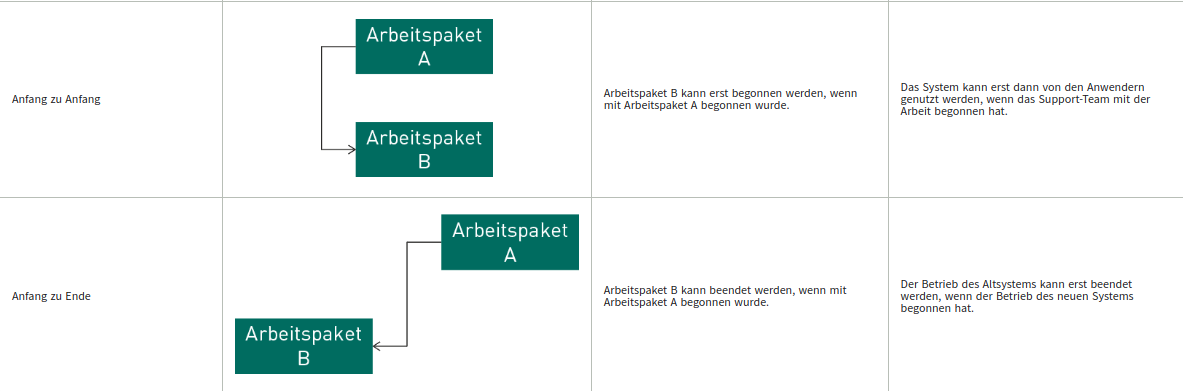 Anfang zu Anfang
Arbeitspaket
A
Arbeitspaket
B
Arbeitspaket B kann erst begonnen werden, wenn
mit Arbeitspaket A begonnen wurde.
Das System kann erst dann von den Anwendern
genutzt werden, wenn das Support-Team mit der
Arbeit begonnen hat.
Anfang zu Ende
Arbeitspaket
A
Arbeitspaket
B
Arbeitspaket B kann beendet werden, wenn mit
Arbeitspaket A begonnen wurde.
Der Betrieb des Altsystems kann erst beendet
werden, wenn der Betrieb des neuen Systems
begonnen hat.